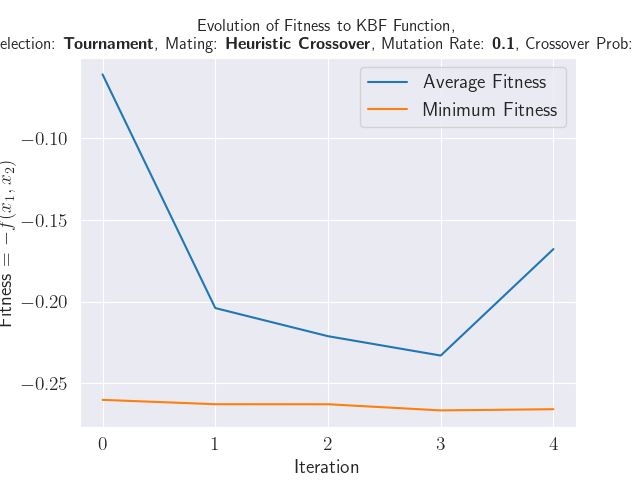 Evolution of Fitness to KBF Function,
election: Tournament, Mating: Heuristic Crossover, Mutation Rate: 0.1, Crossover Prob:
Average Fitness
Minimum Fitness
Fitness = −f(x₁, x₂)
−0.10
−0.15
−0.20
−0.25
0 1 2 3 4
Iteration